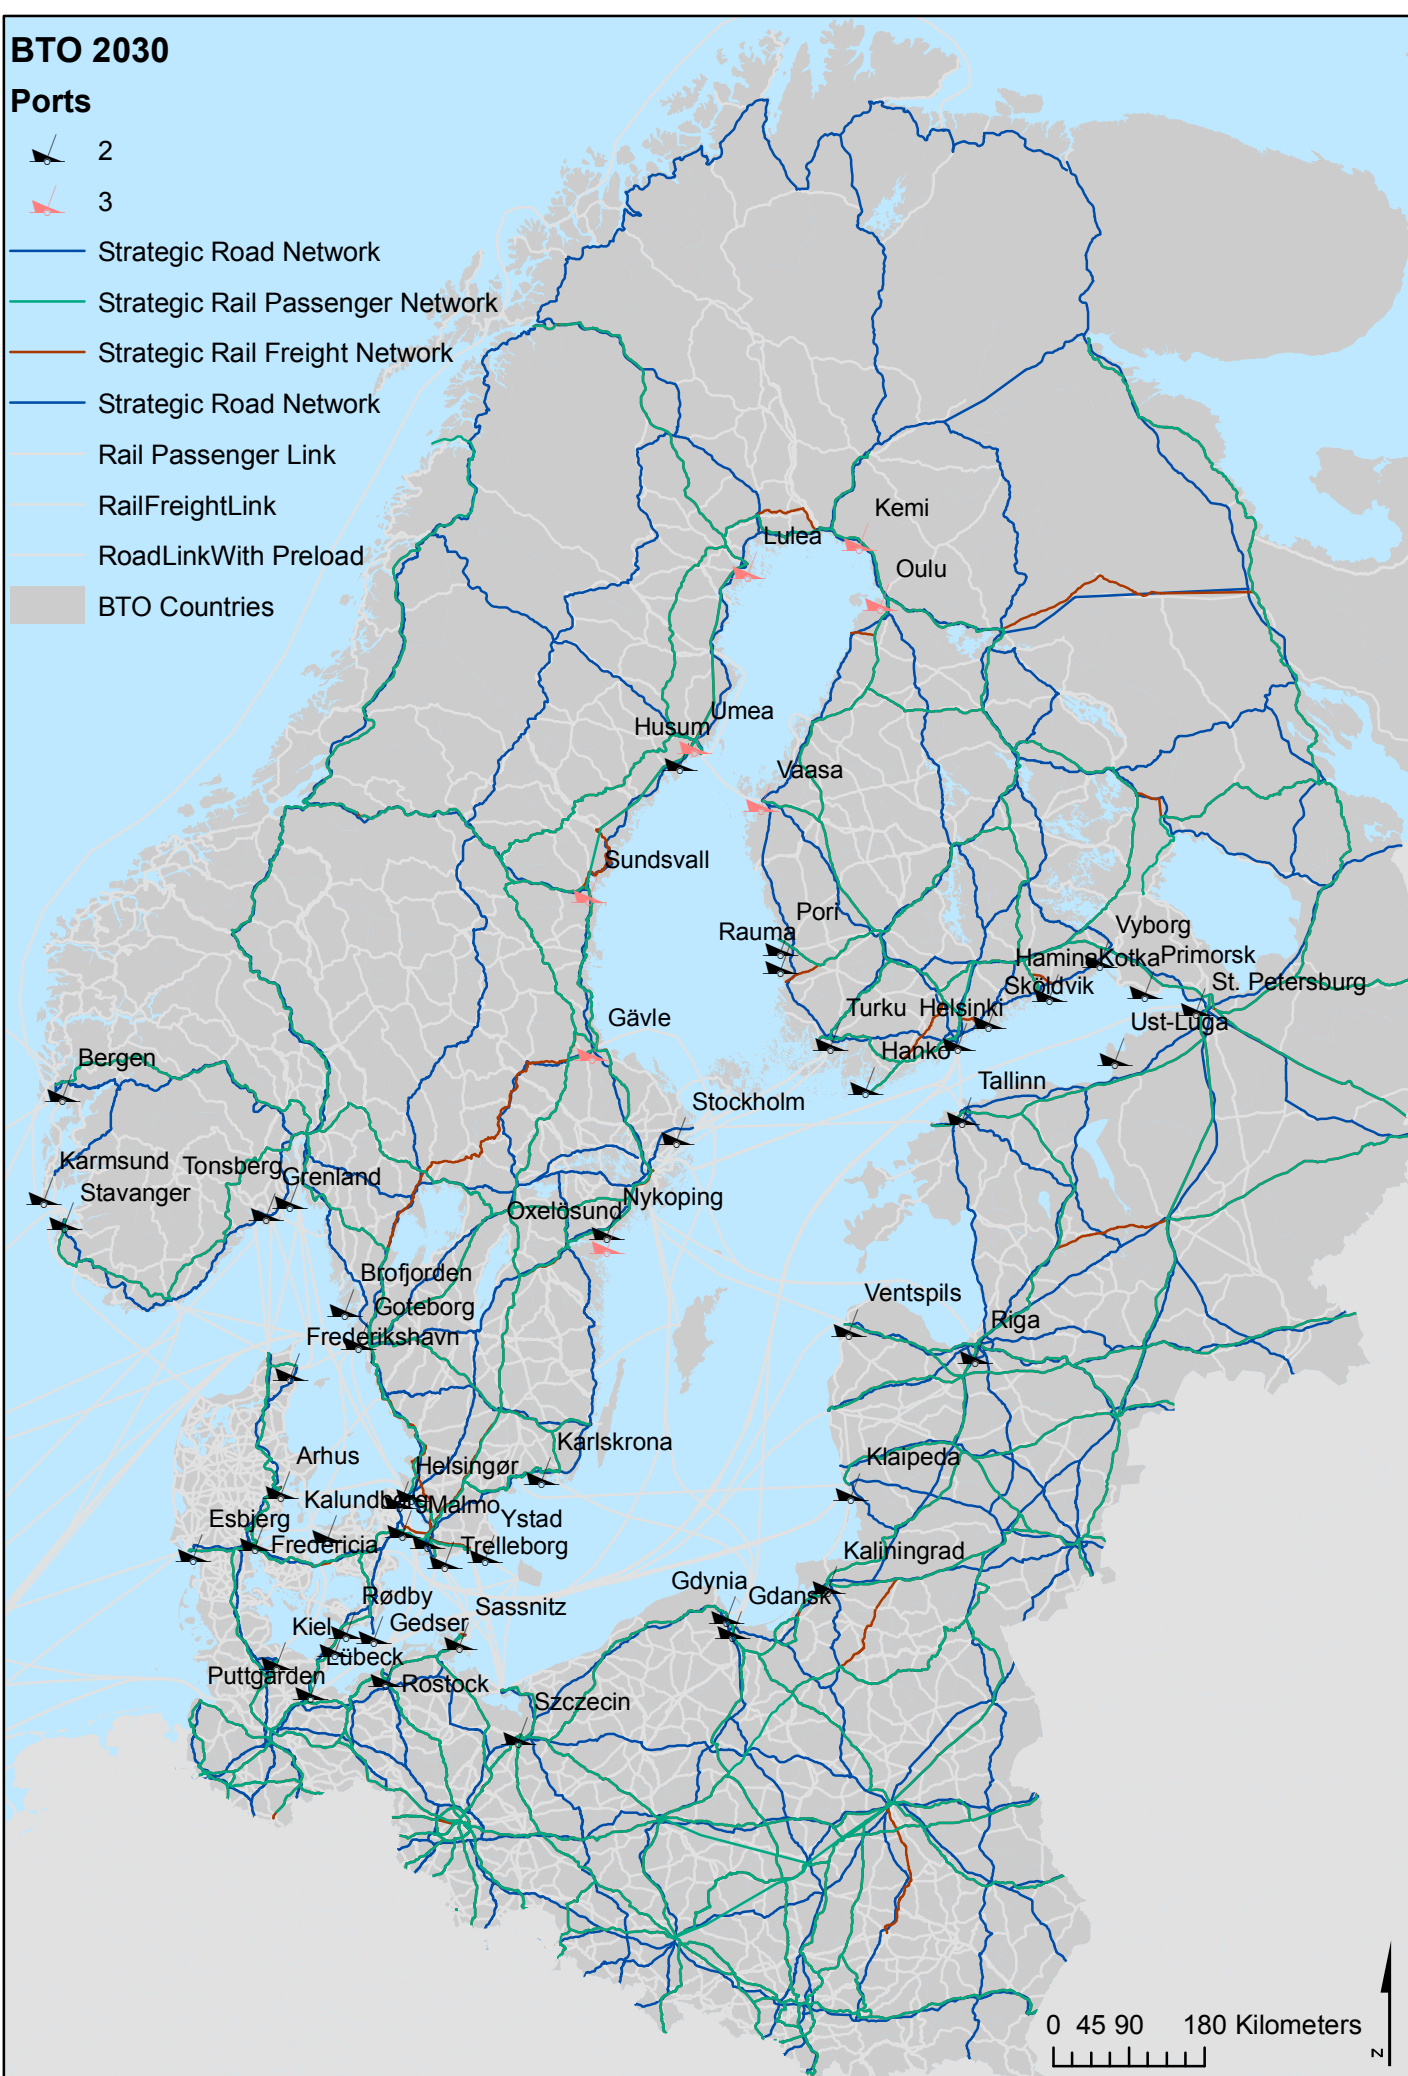 BTO 2030
Ports
2
3
Strategic Road Network
Strategic Rail Passenger Network
Strategic Rail Freight Network
Strategic Road Network
Rail Passenger Link
RailFreightLink
RoadLinkWith Preload
BTO Countries
Kemi
Lulea
Oulu
Umea
Husum
Vaasa
Sundsvall
Pori
Rauma
Vyborg
HaminaKotka
Primorsk
Sköldvik
St. Petersburg
Turku
Helsinki
Gävle
Ust-Luga
Hanko
Bergen
Tallinn
Stockholm
Karmsund
Tonsberg
Grenland
Stavanger
Nykoping
Oxelösund
Brofjorden
Ventspils
Goteborg
Riga
Frederikshavn
Karlskrona
Arhus
Klaipeda
Helsingør
Kalundborg
Malmo
Esbjerg
Ystad
Fredericia
Trelleborg
Kaliningrad
Gdynia
Gdansk
Rødby
Sassnitz
Kiel
Gedser
Lübeck
Puttgarden
Rostock
Szczecin
0 45 90 180 Kilometers
N